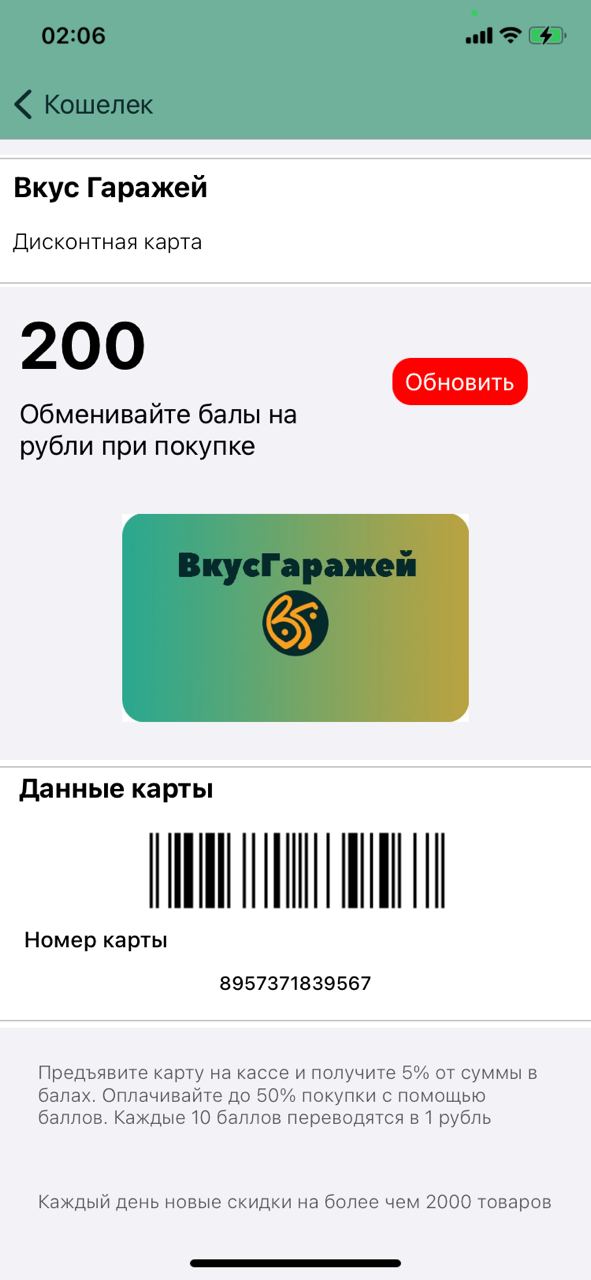 02:06
Кошелек
Вкус Гаражей
Дисконтная карта
200
Обновить
Обменивайте балы на
рубли при покупке
ВкусГаражей
ВГ
Данные карты
Номер карты
8957371839567
Предъявите карту на кассе и получите 5% от суммы в
балах. Оплачивайте до 50% покупки с помощью
баллов. Каждые 10 баллов переводятся в 1 рубль
Каждый день новые скидки на более чем 2000 товаров